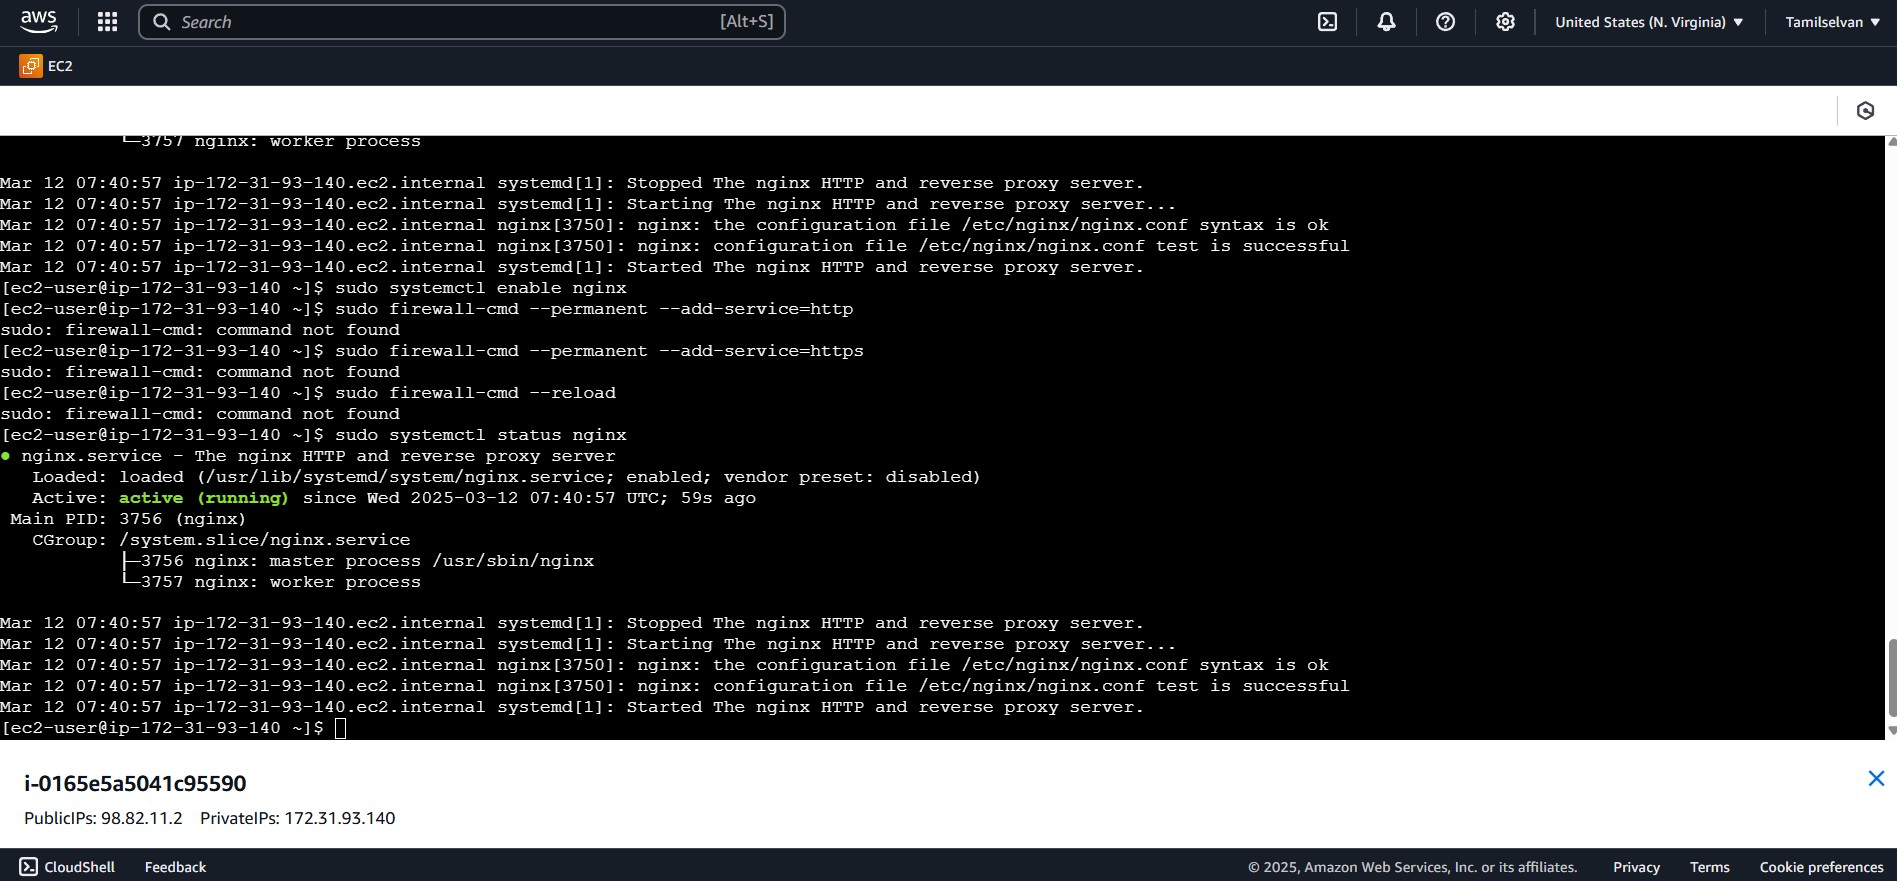 aws
Search
[Alt+S]
United States (N. Virginia) ▼
Tamilselvan ▼
EC2
└─3757 nginx: worker process
Mar 12 07:40:57 ip-172-31-93-140.ec2.internal systemd[1]: Stopped The nginx HTTP and reverse proxy server.
Mar 12 07:40:57 ip-172-31-93-140.ec2.internal systemd[1]: Starting The nginx HTTP and reverse proxy server...
Mar 12 07:40:57 ip-172-31-93-140.ec2.internal nginx[3750]: nginx: the configuration file /etc/nginx/nginx.conf syntax is ok
Mar 12 07:40:57 ip-172-31-93-140.ec2.internal nginx[3750]: nginx: configuration file /etc/nginx/nginx.conf test is successful
Mar 12 07:40:57 ip-172-31-93-140.ec2.internal systemd[1]: Started The nginx HTTP and reverse proxy server.
[ec2-user@ip-172-31-93-140 ~]$ sudo systemctl enable nginx
[ec2-user@ip-172-31-93-140 ~]$ sudo firewall-cmd --permanent --add-service=http
sudo: firewall-cmd: command not found
[ec2-user@ip-172-31-93-140 ~]$ sudo firewall-cmd --permanent --add-service=https
sudo: firewall-cmd: command not found
[ec2-user@ip-172-31-93-140 ~]$ sudo firewall-cmd --reload
sudo: firewall-cmd: command not found
[ec2-user@ip-172-31-93-140 ~]$ sudo systemctl status nginx
● nginx.service - The nginx HTTP and reverse proxy server
Loaded: loaded (/usr/lib/systemd/system/nginx.service; enabled; vendor preset: disabled)
Active: active (running) since Wed 2025-03-12 07:40:57 UTC; 59s ago
Main PID: 3756 (nginx)
CGroup: /system.slice/nginx.service
├─3756 nginx: master process /usr/sbin/nginx
└─3757 nginx: worker process
Mar 12 07:40:57 ip-172-31-93-140.ec2.internal systemd[1]: Stopped The nginx HTTP and reverse proxy server.
Mar 12 07:40:57 ip-172-31-93-140.ec2.internal systemd[1]: Starting The nginx HTTP and reverse proxy server...
Mar 12 07:40:57 ip-172-31-93-140.ec2.internal nginx[3750]: nginx: the configuration file /etc/nginx/nginx.conf syntax is ok
Mar 12 07:40:57 ip-172-31-93-140.ec2.internal nginx[3750]: nginx: configuration file /etc/nginx/nginx.conf test is successful
Mar 12 07:40:57 ip-172-31-93-140.ec2.internal systemd[1]: Started The nginx HTTP and reverse proxy server.
[ec2-user@ip-172-31-93-140 ~]$
i-0165e5a5041c95590
PublicIPs: 98.82.11.2 PrivateIPs: 172.31.93.140
CloudShell
Feedback
© 2025, Amazon Web Services, Inc. or its affiliates.
Privacy
Terms
Cookie preferences